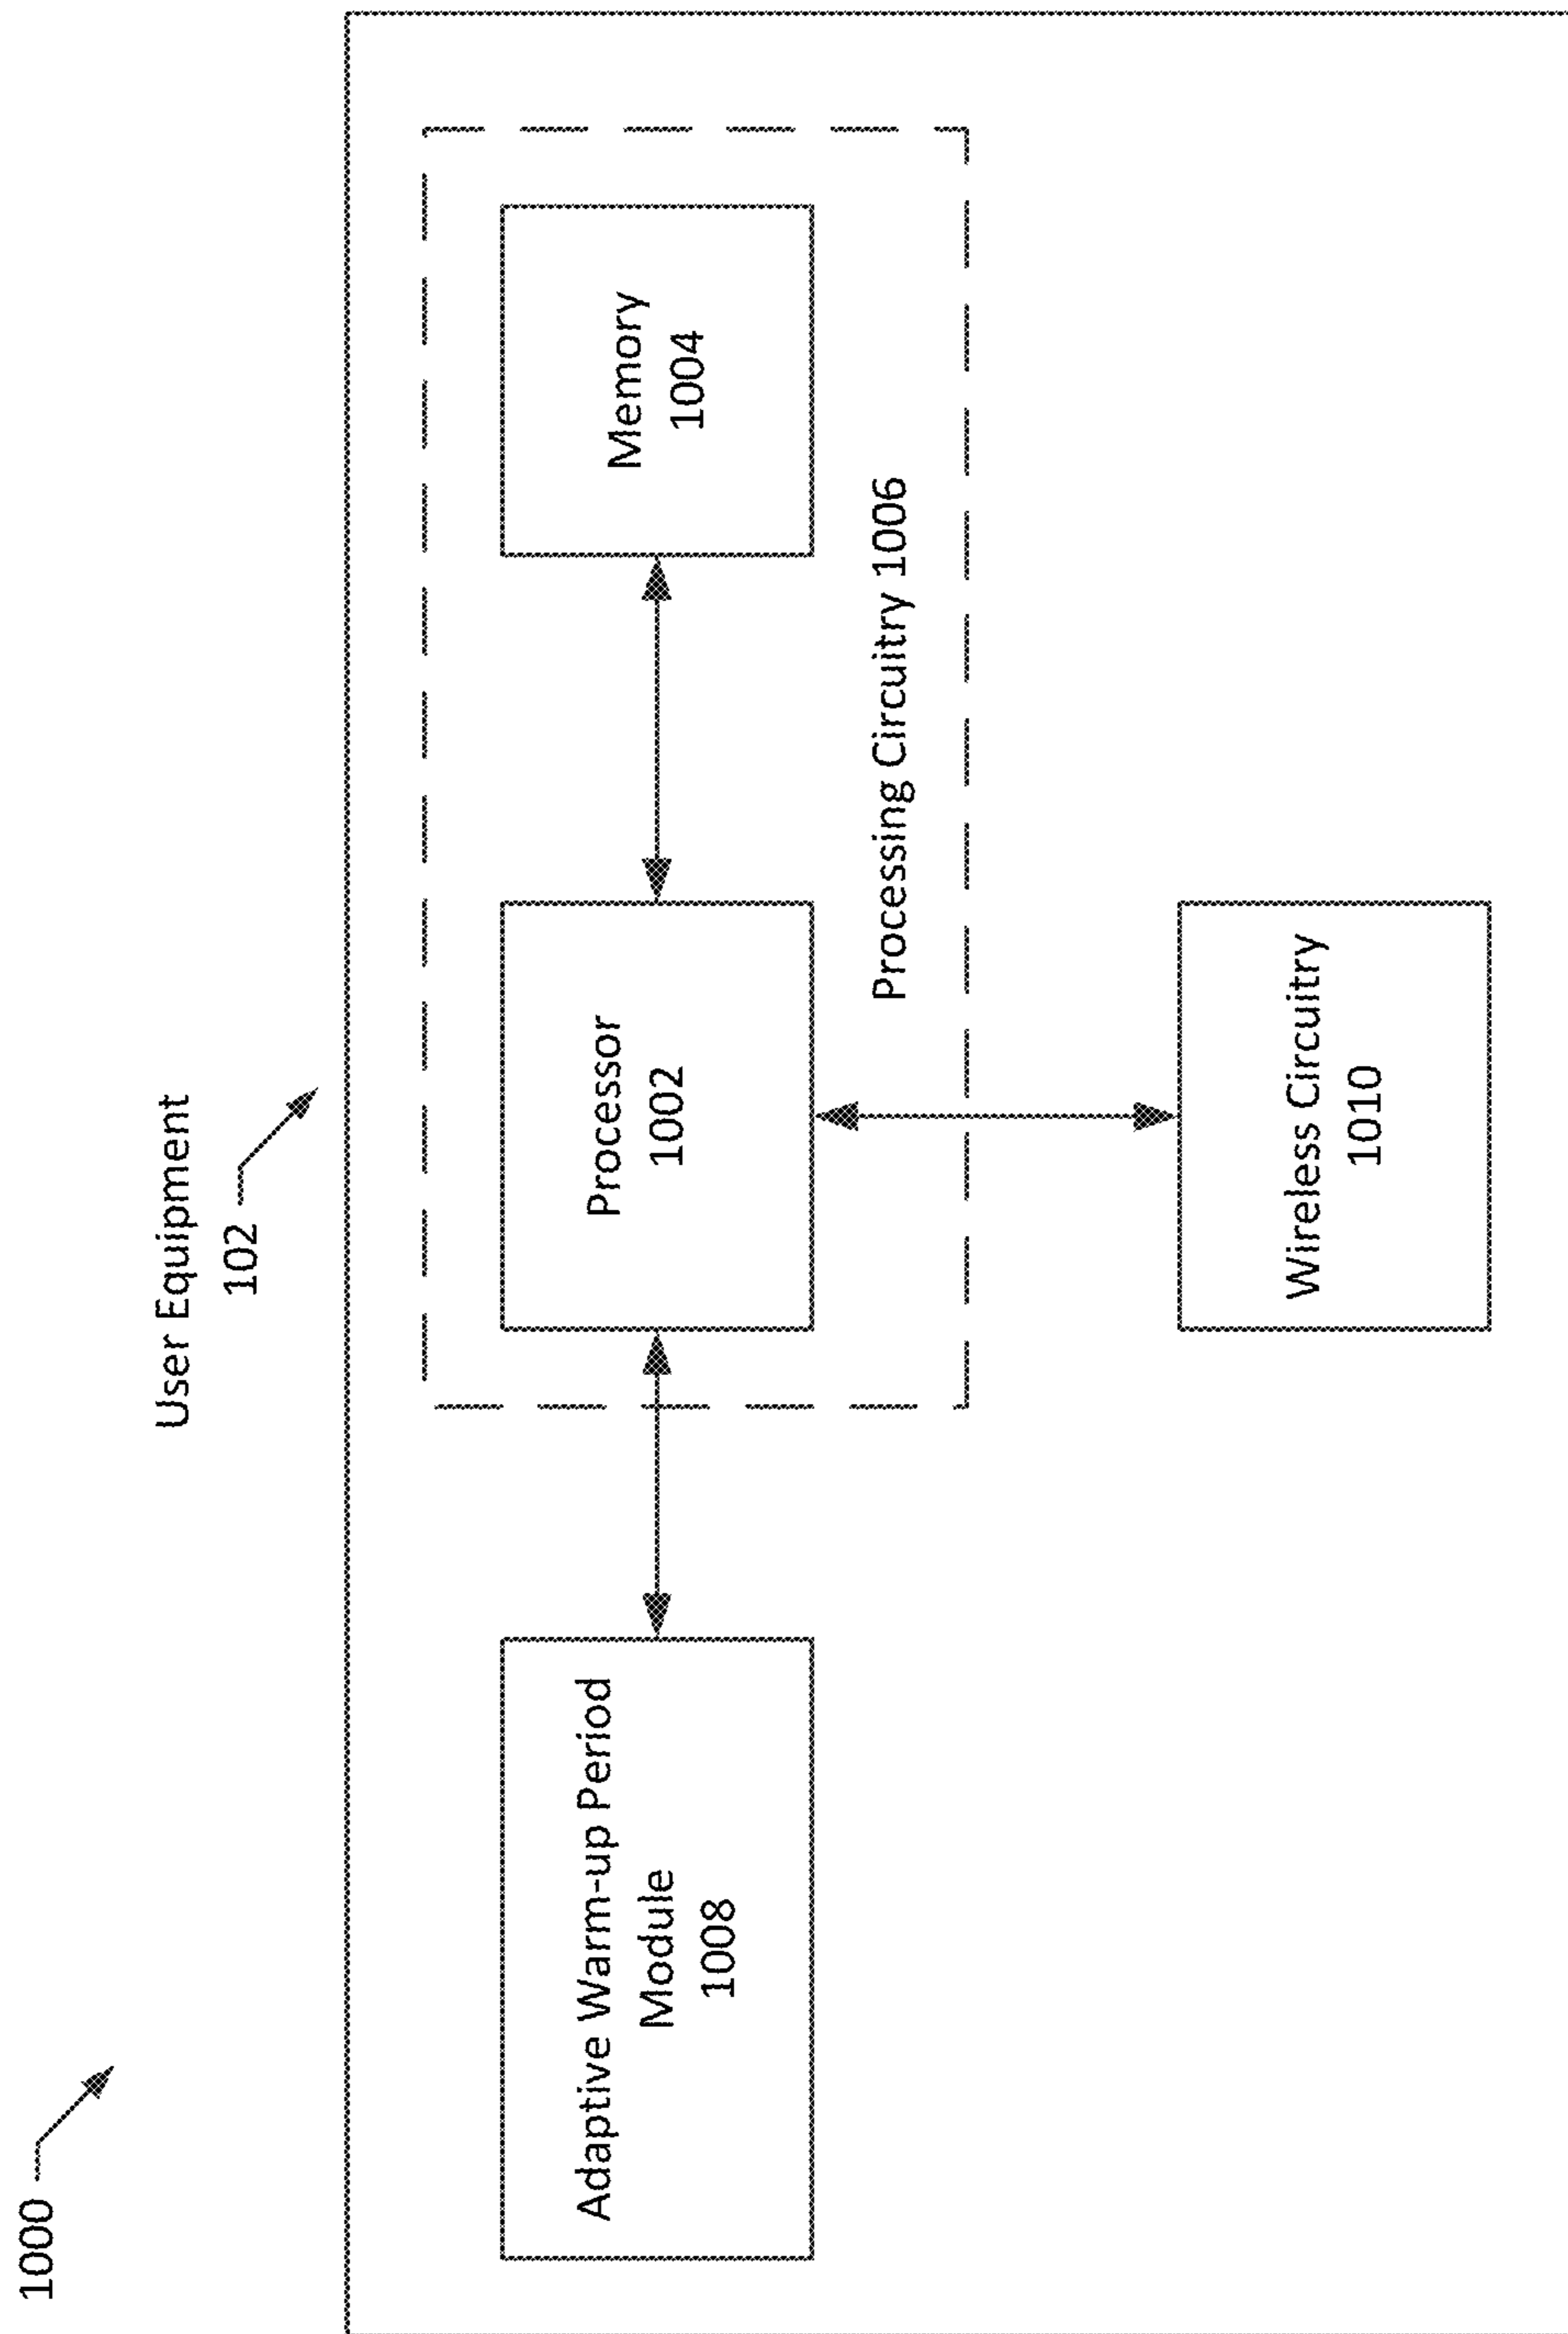 1000
User Equipment
102
Adaptive Warm-up Period
Module
1008
Processor
1002
Memory
1004
Processing Circuitry 1006
Wireless Circuitry
1010